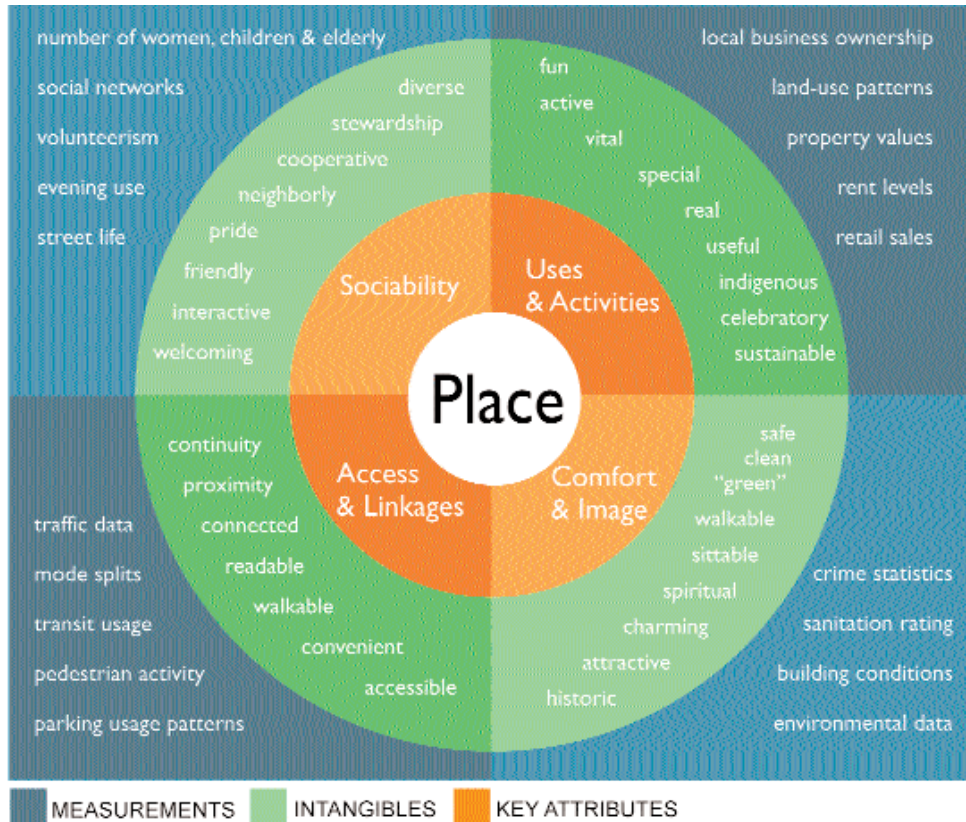 number of women, children & elderly
social networks
volunteerism
evening use
street life
diverse
stewardship
cooperative
neighborly
pride
friendly
interactive
welcoming
Sociability
fun
active
vital
special
real
useful
indigenous
celebratory
sustainable
Uses
& Activities
local business ownership
land-use patterns
property values
rent levels
retail sales
Place
continuity
proximity
connected
readable
walkable
convenient
accessible
Access
& Linkages
traffic data
mode splits
transit usage
pedestrian activity
parking usage patterns
Comfort
& Image
safe
clean
“green”
walkable
sittable
spiritual
charming
attractive
historic
crime statistics
sanitation rating
building conditions
environmental data
MEASUREMENTS
INTANGIBLES
KEY ATTRIBUTES